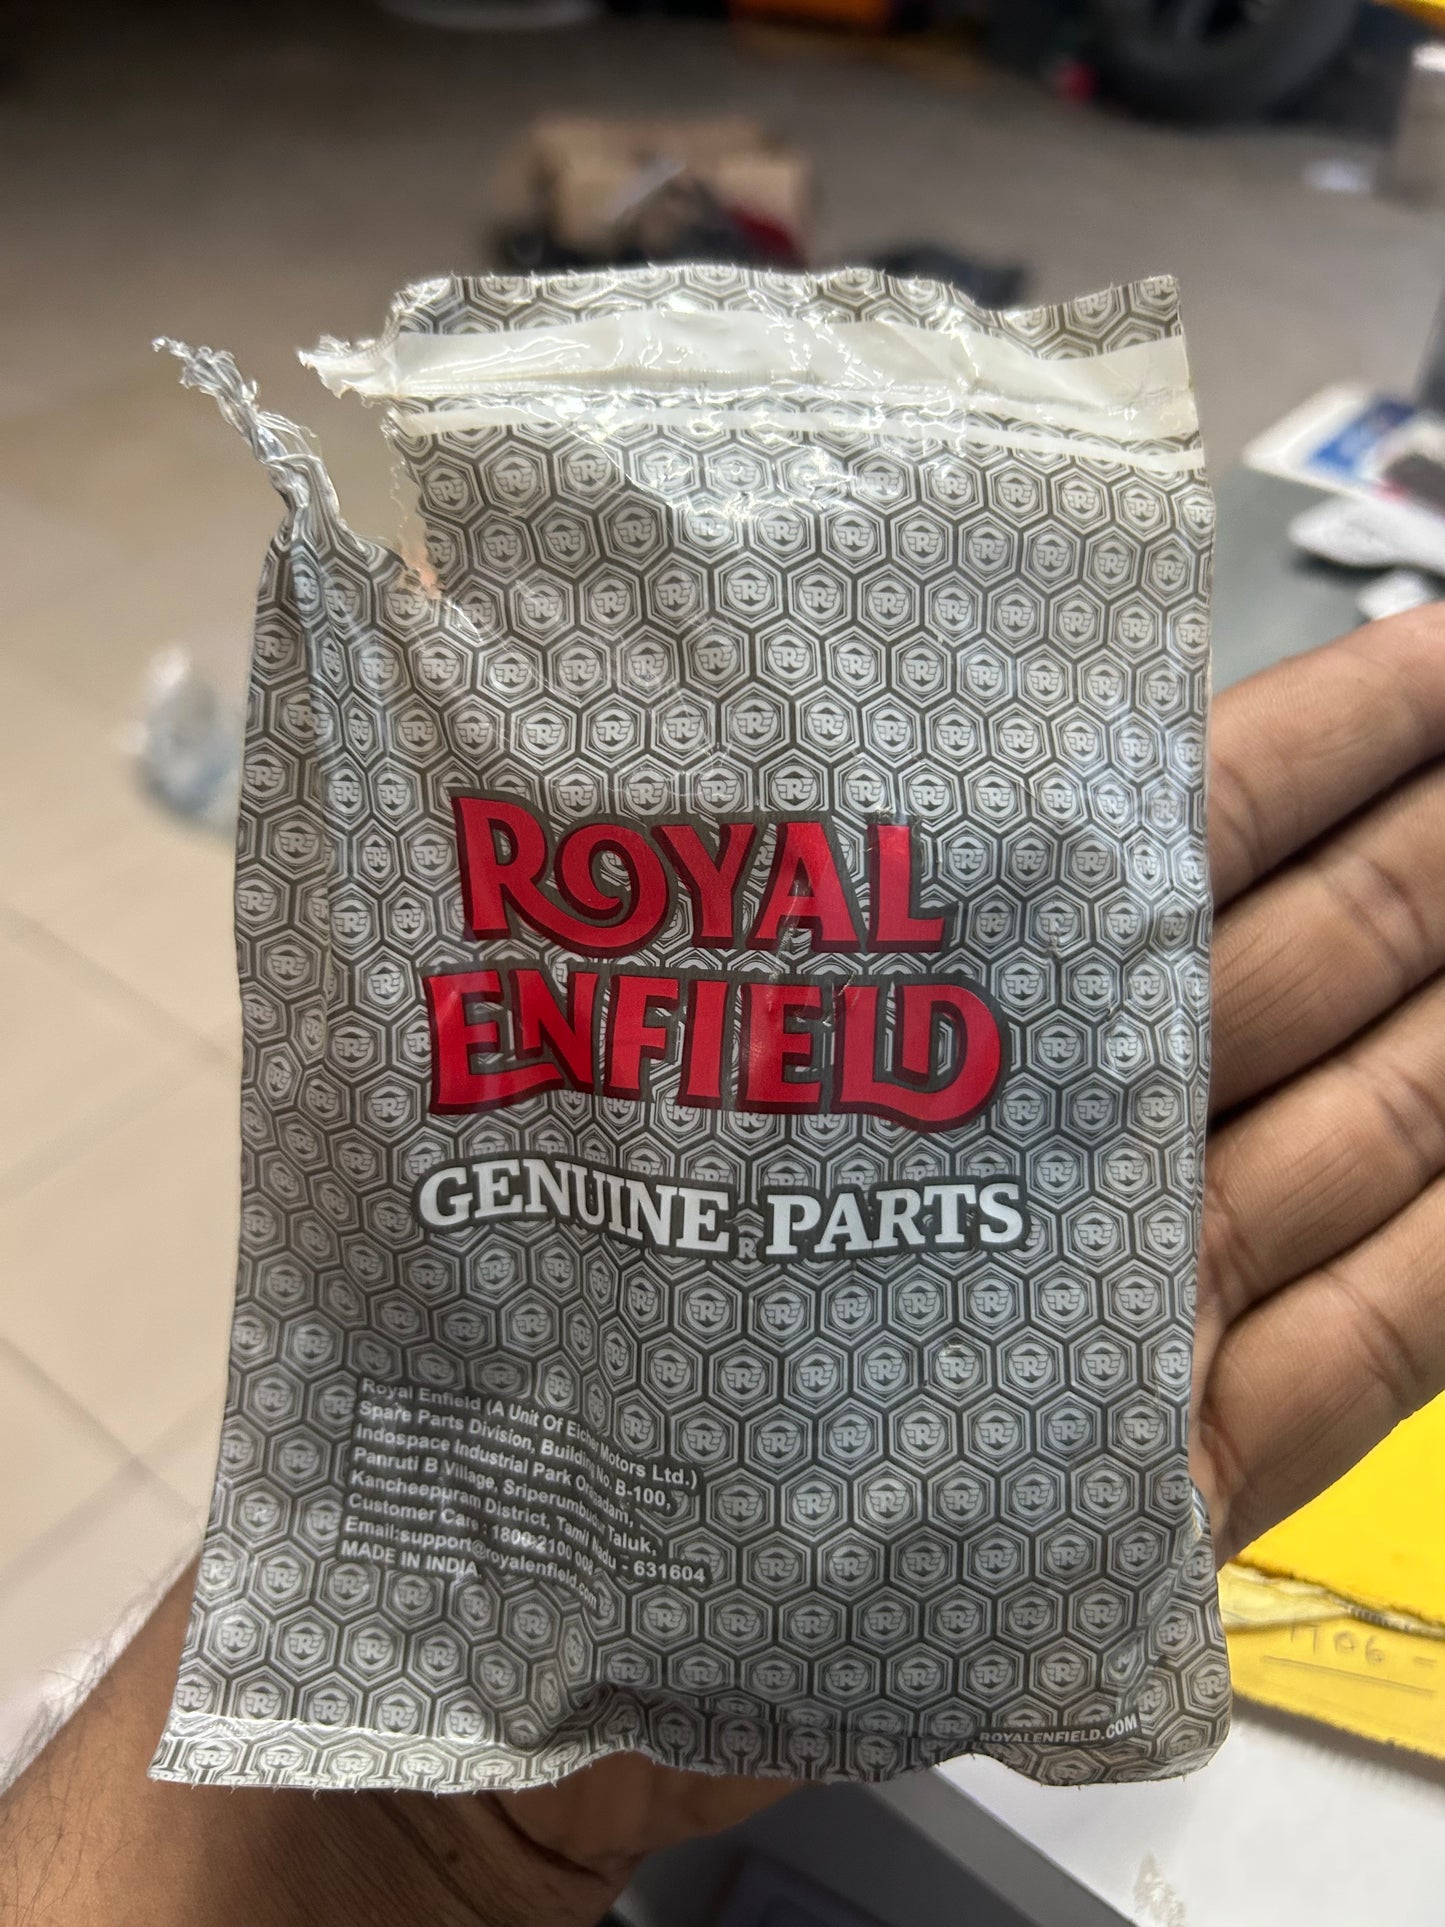 ROYAL
ENFIELD
GENUINE PARTS
Royal Enfield (A Unit Of Eicher Motors Ltd.)
Spare Parts Division, Building No. B-100,
Indospace Industrial Park Oragadam,
Panruti B Village, Sriperumbudur Taluk,
Kancheepuram District, Tamil Nadu - 631604
Customer Care : 1800 2100 008
Email:support@royalenfield.com
MADE IN INDIA
ROYALENFIELD.COM
1706 -